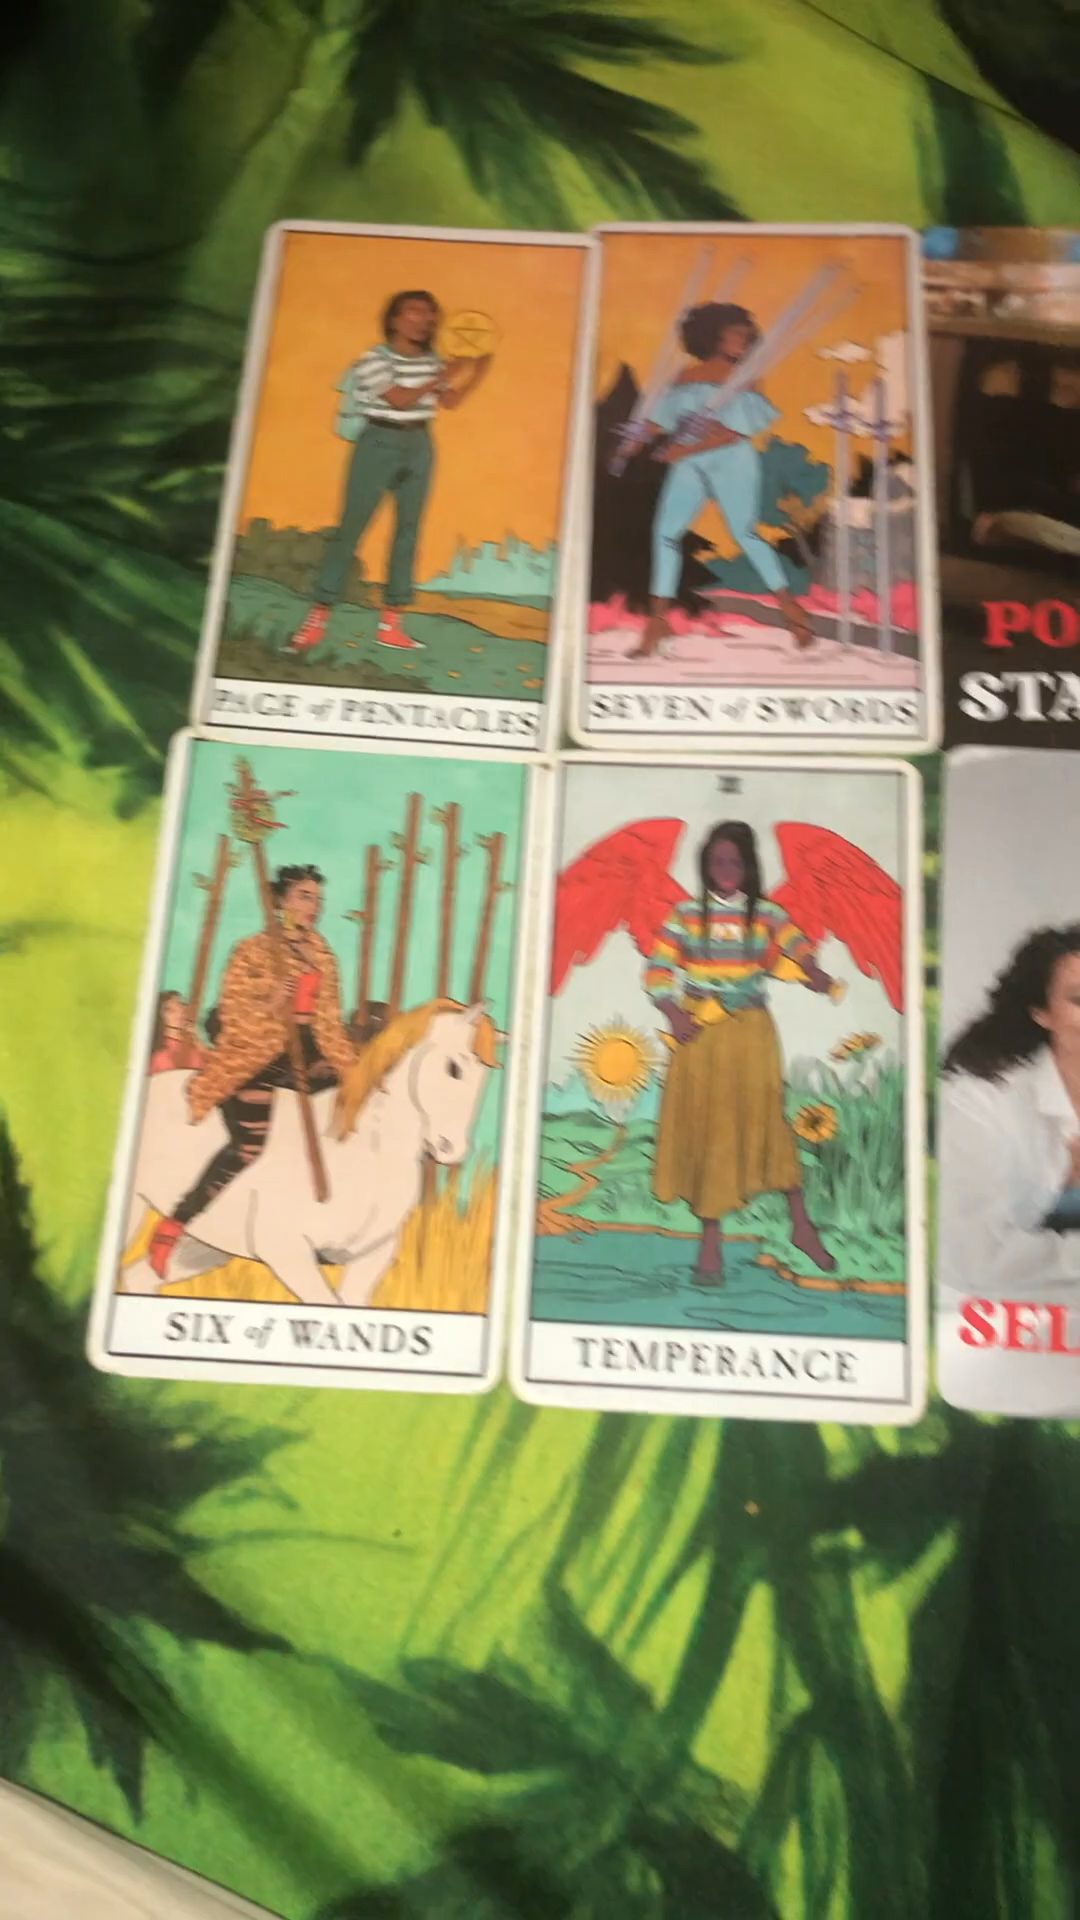 PAGE of PENTACLES
SEVEN of SWORDS
PO
STA
SIX of WANDS
TEMPERANCE
SEL